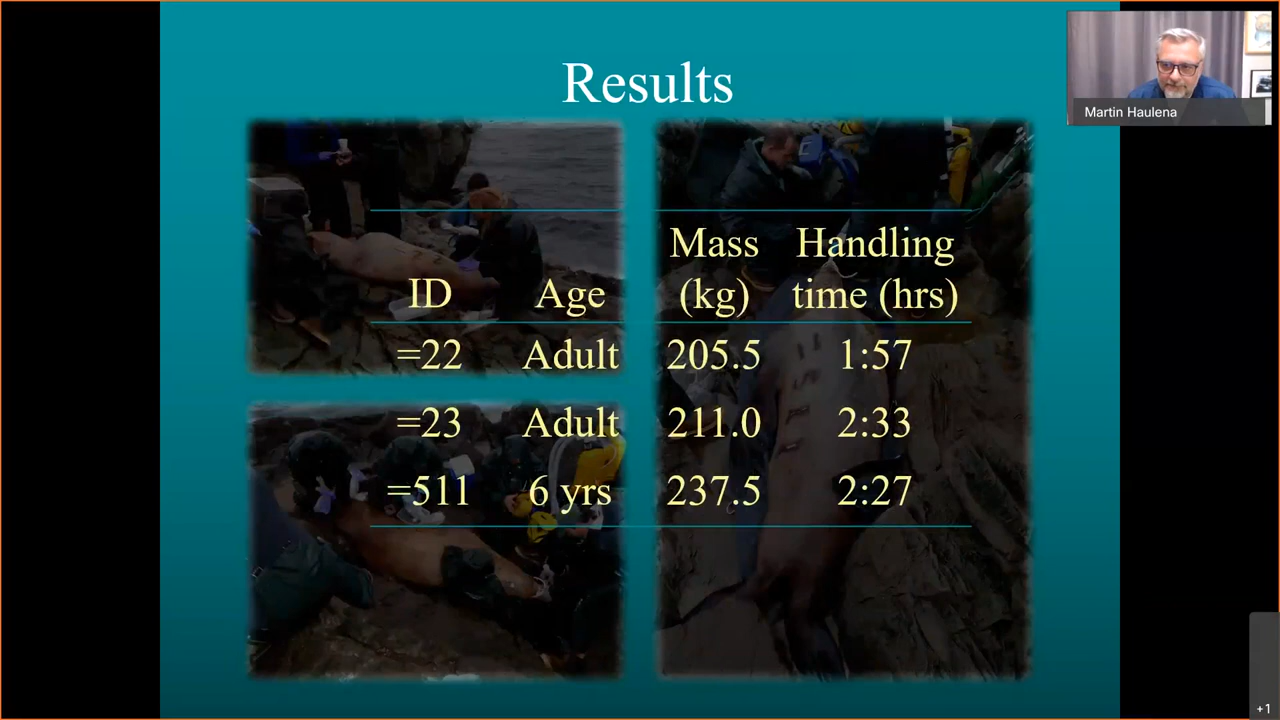 Results
Martin Haulena
Mass Handling
ID Age (kg) time (hrs)
=22 Adult 205.5 1:57
=23 Adult 211.0 2:33
=511 6 yrs 237.5 2:27
+1